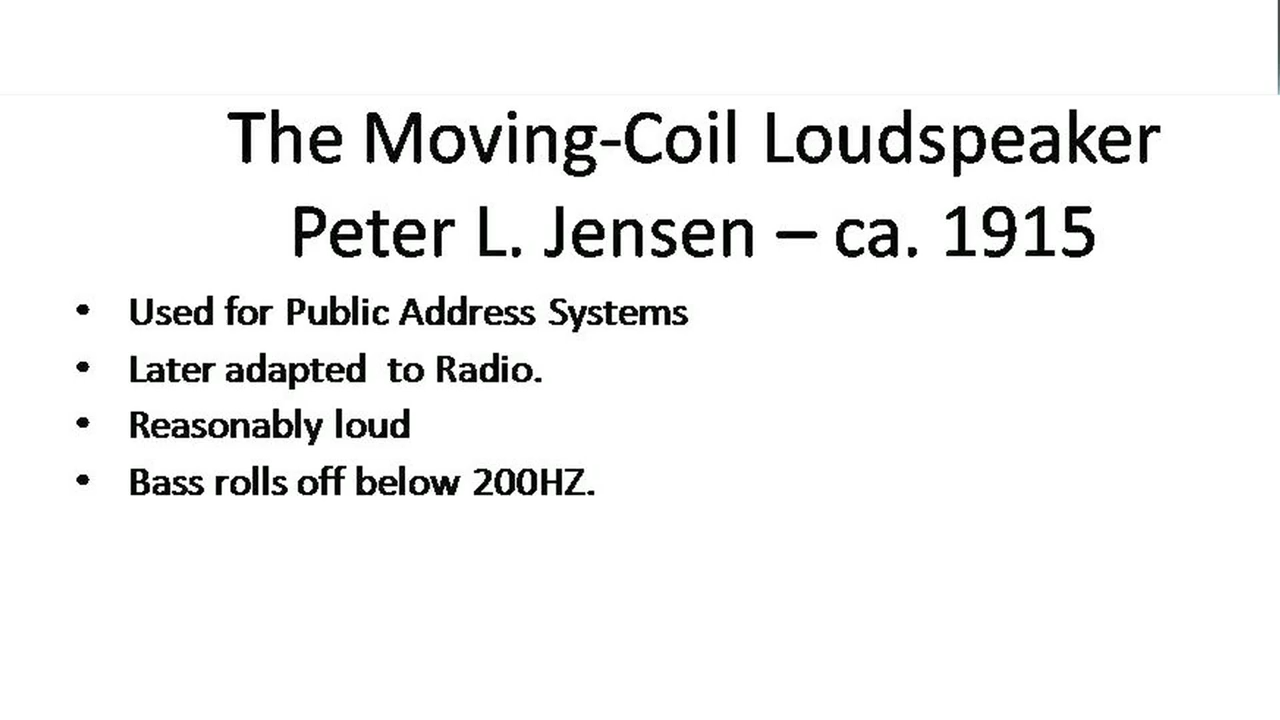 The Moving-Coil Loudspeaker
Peter L. Jensen – ca. 1915
• Used for Public Address Systems
• Later adapted  to Radio.
• Reasonably loud
• Bass rolls off below 200HZ.